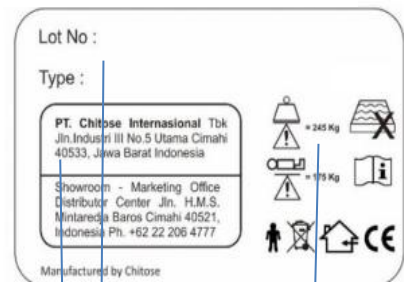 Lot No :
Type :
PT. Chitose Internasional Tbk
Jln.Industri III No.5 Utama Cimahi
40533, Jawa Barat Indonesia
Showroom - Marketing Office
Distributor Center Jln. H.M.S.
Mintaredja Baros Cimahi 40521,
Indonesia Ph. +62 22 206 4777
= 245 Kg
= 175 Kg
i
CE
Manufactured by Chitose